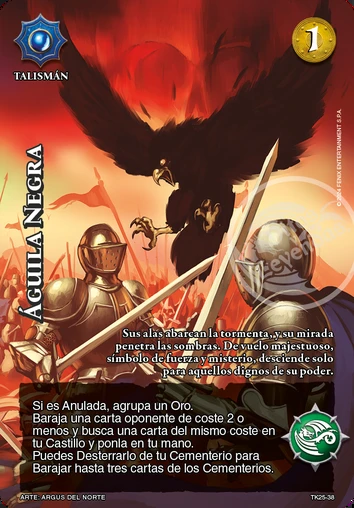 TALISMÁN
1
ÁGUILA NEGRA
Sus alas abarcan la tormenta, y su mirada
penetra las sombras. De vuelo majestuoso,
símbolo de fuerza y misterio, desciende solo
para aquellos dignos de su poder.
Si es Anulada, agrupa un Oro.
Baraja una carta oponente de coste 2 o
menos y busca una carta del mismo coste en
tu Castillo y ponla en tu mano.
Puedes Desterrarlo de tu Cementerio para
Barajar hasta tres cartas de los Cementerios.
ARTE: ARGUS DEL NORTE
TK25-38